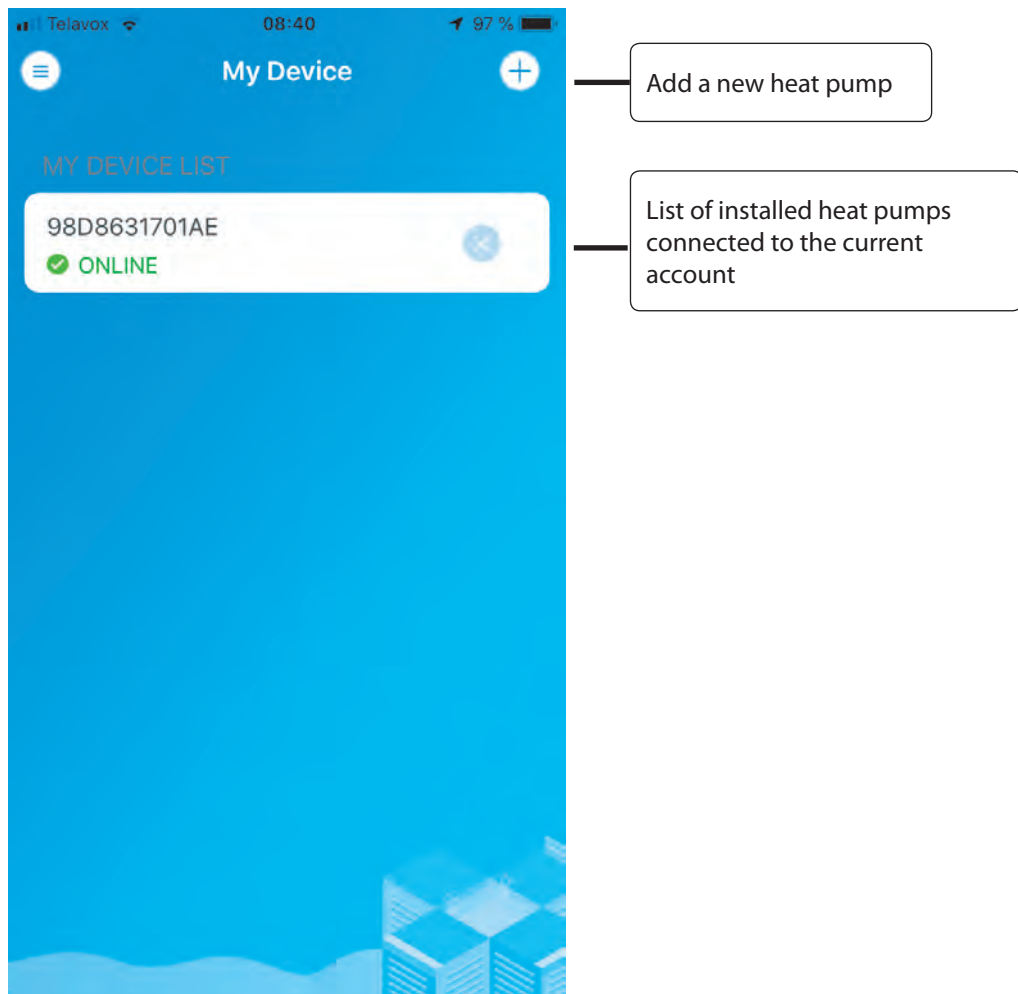 Telavox 08:40 97 %
My Device
Add a new heat pump
MY DEVICE LIST
98D8631701AE
ONLINE
List of installed heat pumps
connected to the current
account